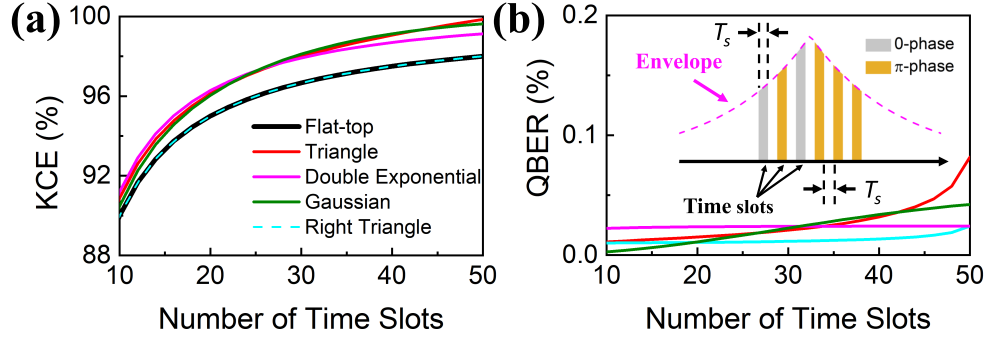 (a)
100
96
92
88
KCE (%)
Flat-top
Triangle
Double Exponential
Gaussian
Right Triangle
10 20 30 40 50
Number of Time Slots
(b)
0.2
0.1
0.0
QBER (%)
Ts
Envelope
0-phase
π-phase
Time slots
Ts
10 20 30 40 50
Number of Time Slots